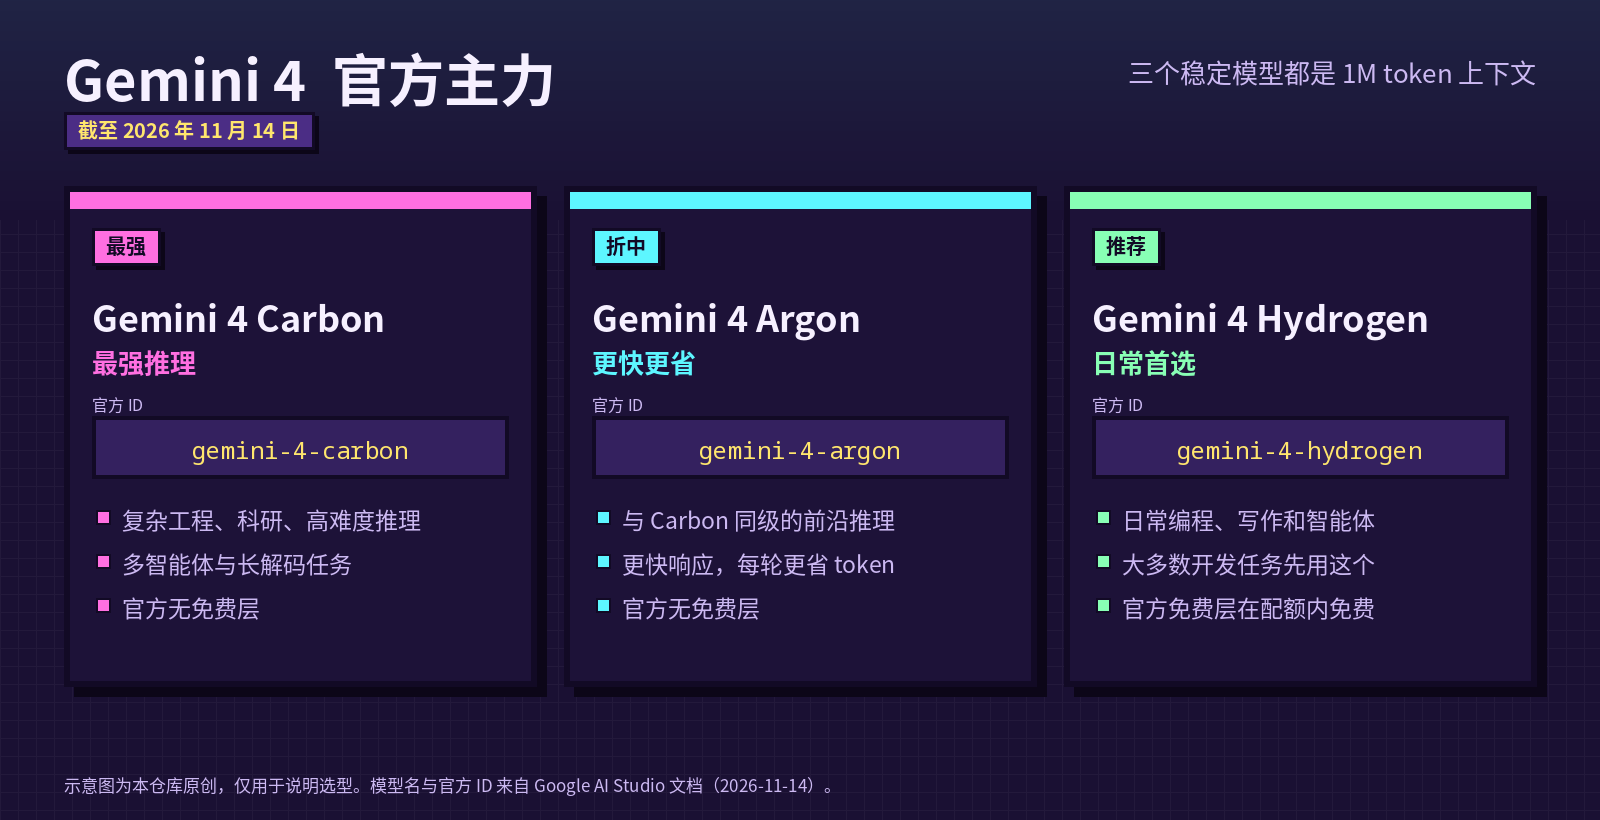 Gemini 4 官方主力
三个稳定模型都是 1M token 上下文
截至 2026 年 11 月 14 日
最强
Gemini 4 Carbon
最强推理
官方 ID
gemini-4-carbon
复杂工程、科研、高难度推理
多智能体与长解码任务
官方无免费层
折中
Gemini 4 Argon
更快更省
官方 ID
gemini-4-argon
与 Carbon 同级的前沿推理
更快响应，每轮更省 token
官方无免费层
推荐
Gemini 4 Hydrogen
日常首选
官方 ID
gemini-4-hydrogen
日常编程、写作和智能体
大多数开发任务先用这个
官方免费层在配额内免费
示意图为本仓库原创，仅用于说明选型。模型名与官方 ID 来自 Google AI Studio 文档（2026-11-14）。